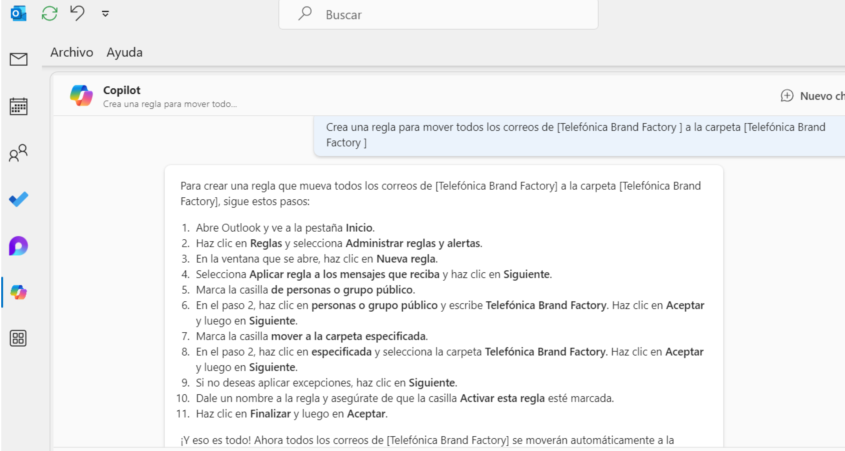 Buscar
Archivo Ayuda
Copilot
Crea una regla para mover todo...
Nuevo ch
Crea una regla para mover todos los correos de [Telefónica Brand Factory ] a la carpeta [Telefónica Brand
Factory ]
Para crear una regla que mueva todos los correos de [Telefónica Brand Factory] a la carpeta [Telefónica Brand
Factory], sigue estos pasos:
1. Abre Outlook y ve a la pestaña Inicio.
2. Haz clic en Reglas y selecciona Administrar reglas y alertas.
3. En la ventana que se abre, haz clic en Nueva regla.
4. Selecciona Aplicar regla a los mensajes que reciba y haz clic en Siguiente.
5. Marca la casilla de personas o grupo público.
6. En el paso 2, haz clic en personas o grupo público y escribe Telefónica Brand Factory. Haz clic en Aceptar
y luego en Siguiente.
7. Marca la casilla mover a la carpeta especificada.
8. En el paso 2, haz clic en especificada y selecciona la carpeta Telefónica Brand Factory. Haz clic en Aceptar
y luego en Siguiente.
9. Si no deseas aplicar excepciones, haz clic en Siguiente.
10. Dale un nombre a la regla y asegúrate de que la casilla Activar esta regla esté marcada.
11. Haz clic en Finalizar y luego en Aceptar.
¡Y eso es todo! Ahora todos los correos de [Telefónica Brand Factory] se moverán automáticamente a la